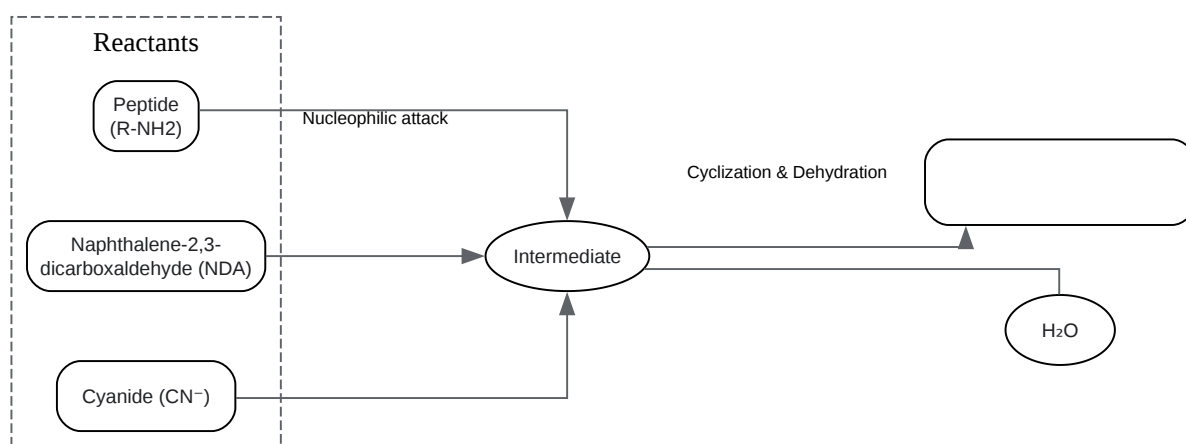 Reactants
Peptide
(R-NH2)
Nucleophilic attack
Cyclization & Dehydration
Naphthalene-2,3-
dicarboxaldehyde (NDA)
Intermediate
H₂O
Cyanide (CN⁻)